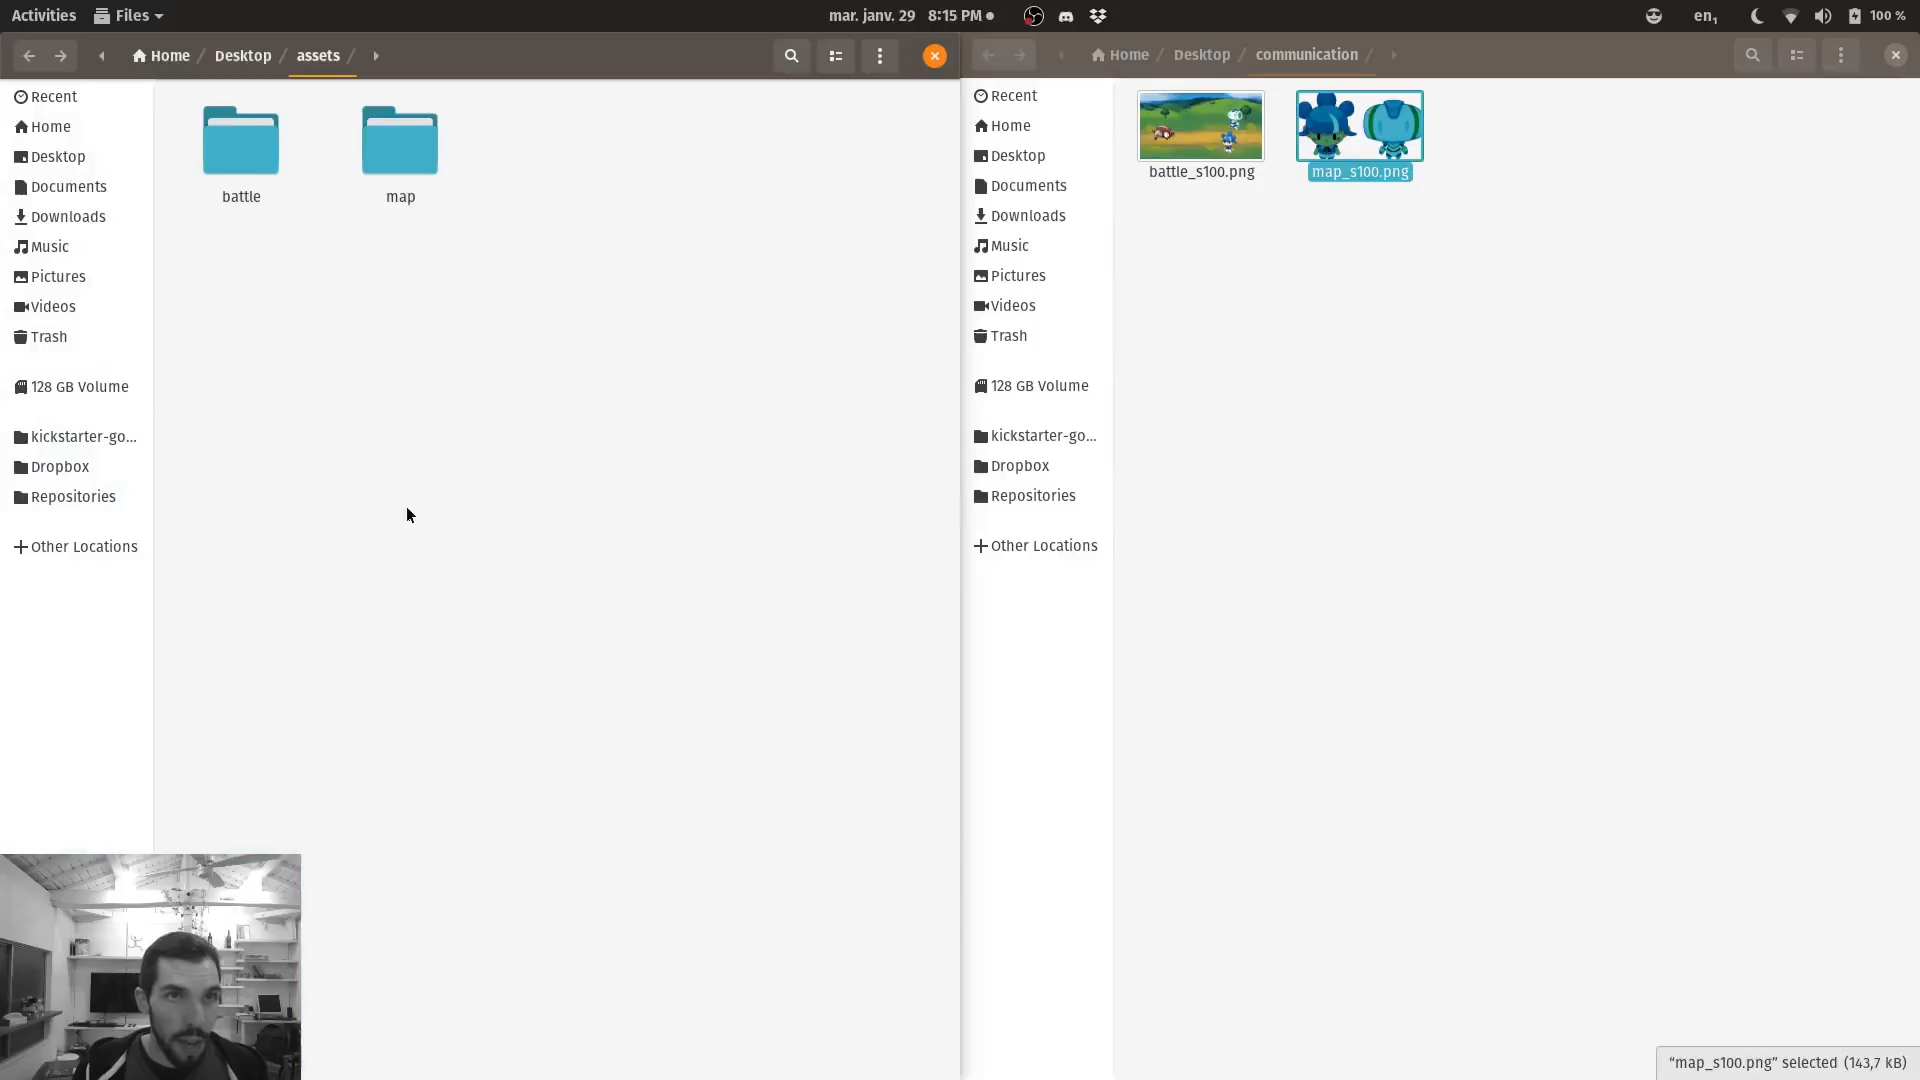 Activities Files mar. janv. 29 8:15 PM en₁ 100 %
Home / Desktop / assets /
Home / Desktop / communication /
Recent
Home
Desktop
Documents
Downloads
Music
Pictures
Videos
Trash
128 GB Volume
kickstarter-go...
Dropbox
Repositories
Other Locations
battle
map
Recent
Home
Desktop
Documents
Downloads
Music
Pictures
Videos
Trash
128 GB Volume
kickstarter-go...
Dropbox
Repositories
Other Locations
battle_s100.png
map_s100.png
“map_s100.png” selected (143,7 kB)